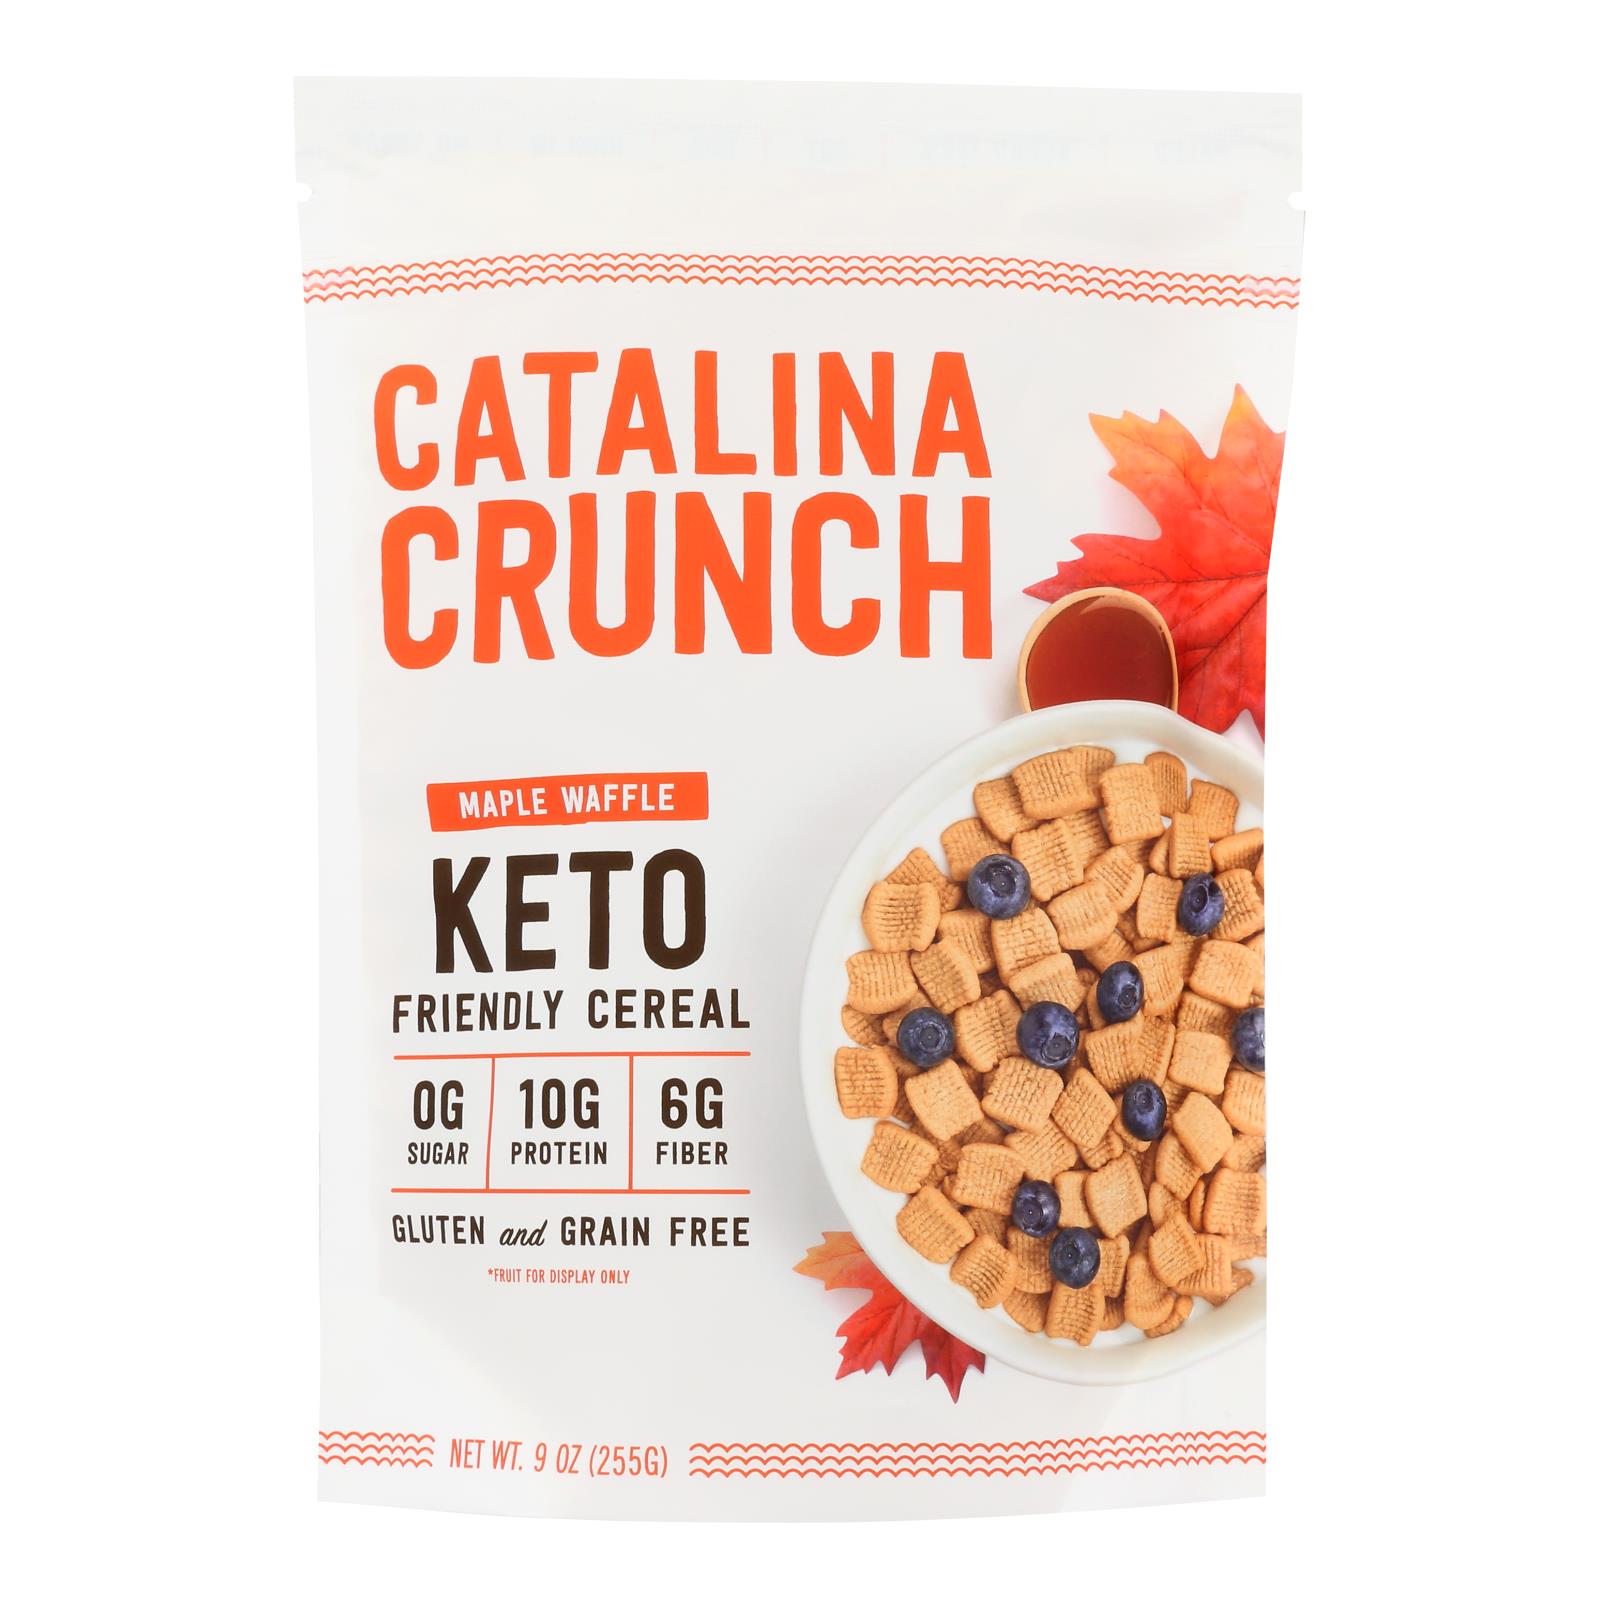 CATALINA
CRUNCH
MAPLE WAFFLE
KETO
FRIENDLY CEREAL
0G SUGAR
10G PROTEIN
6G FIBER
GLUTEN and GRAIN FREE
*FRUIT FOR DISPLAY ONLY
NET WT. 9 OZ (255G)